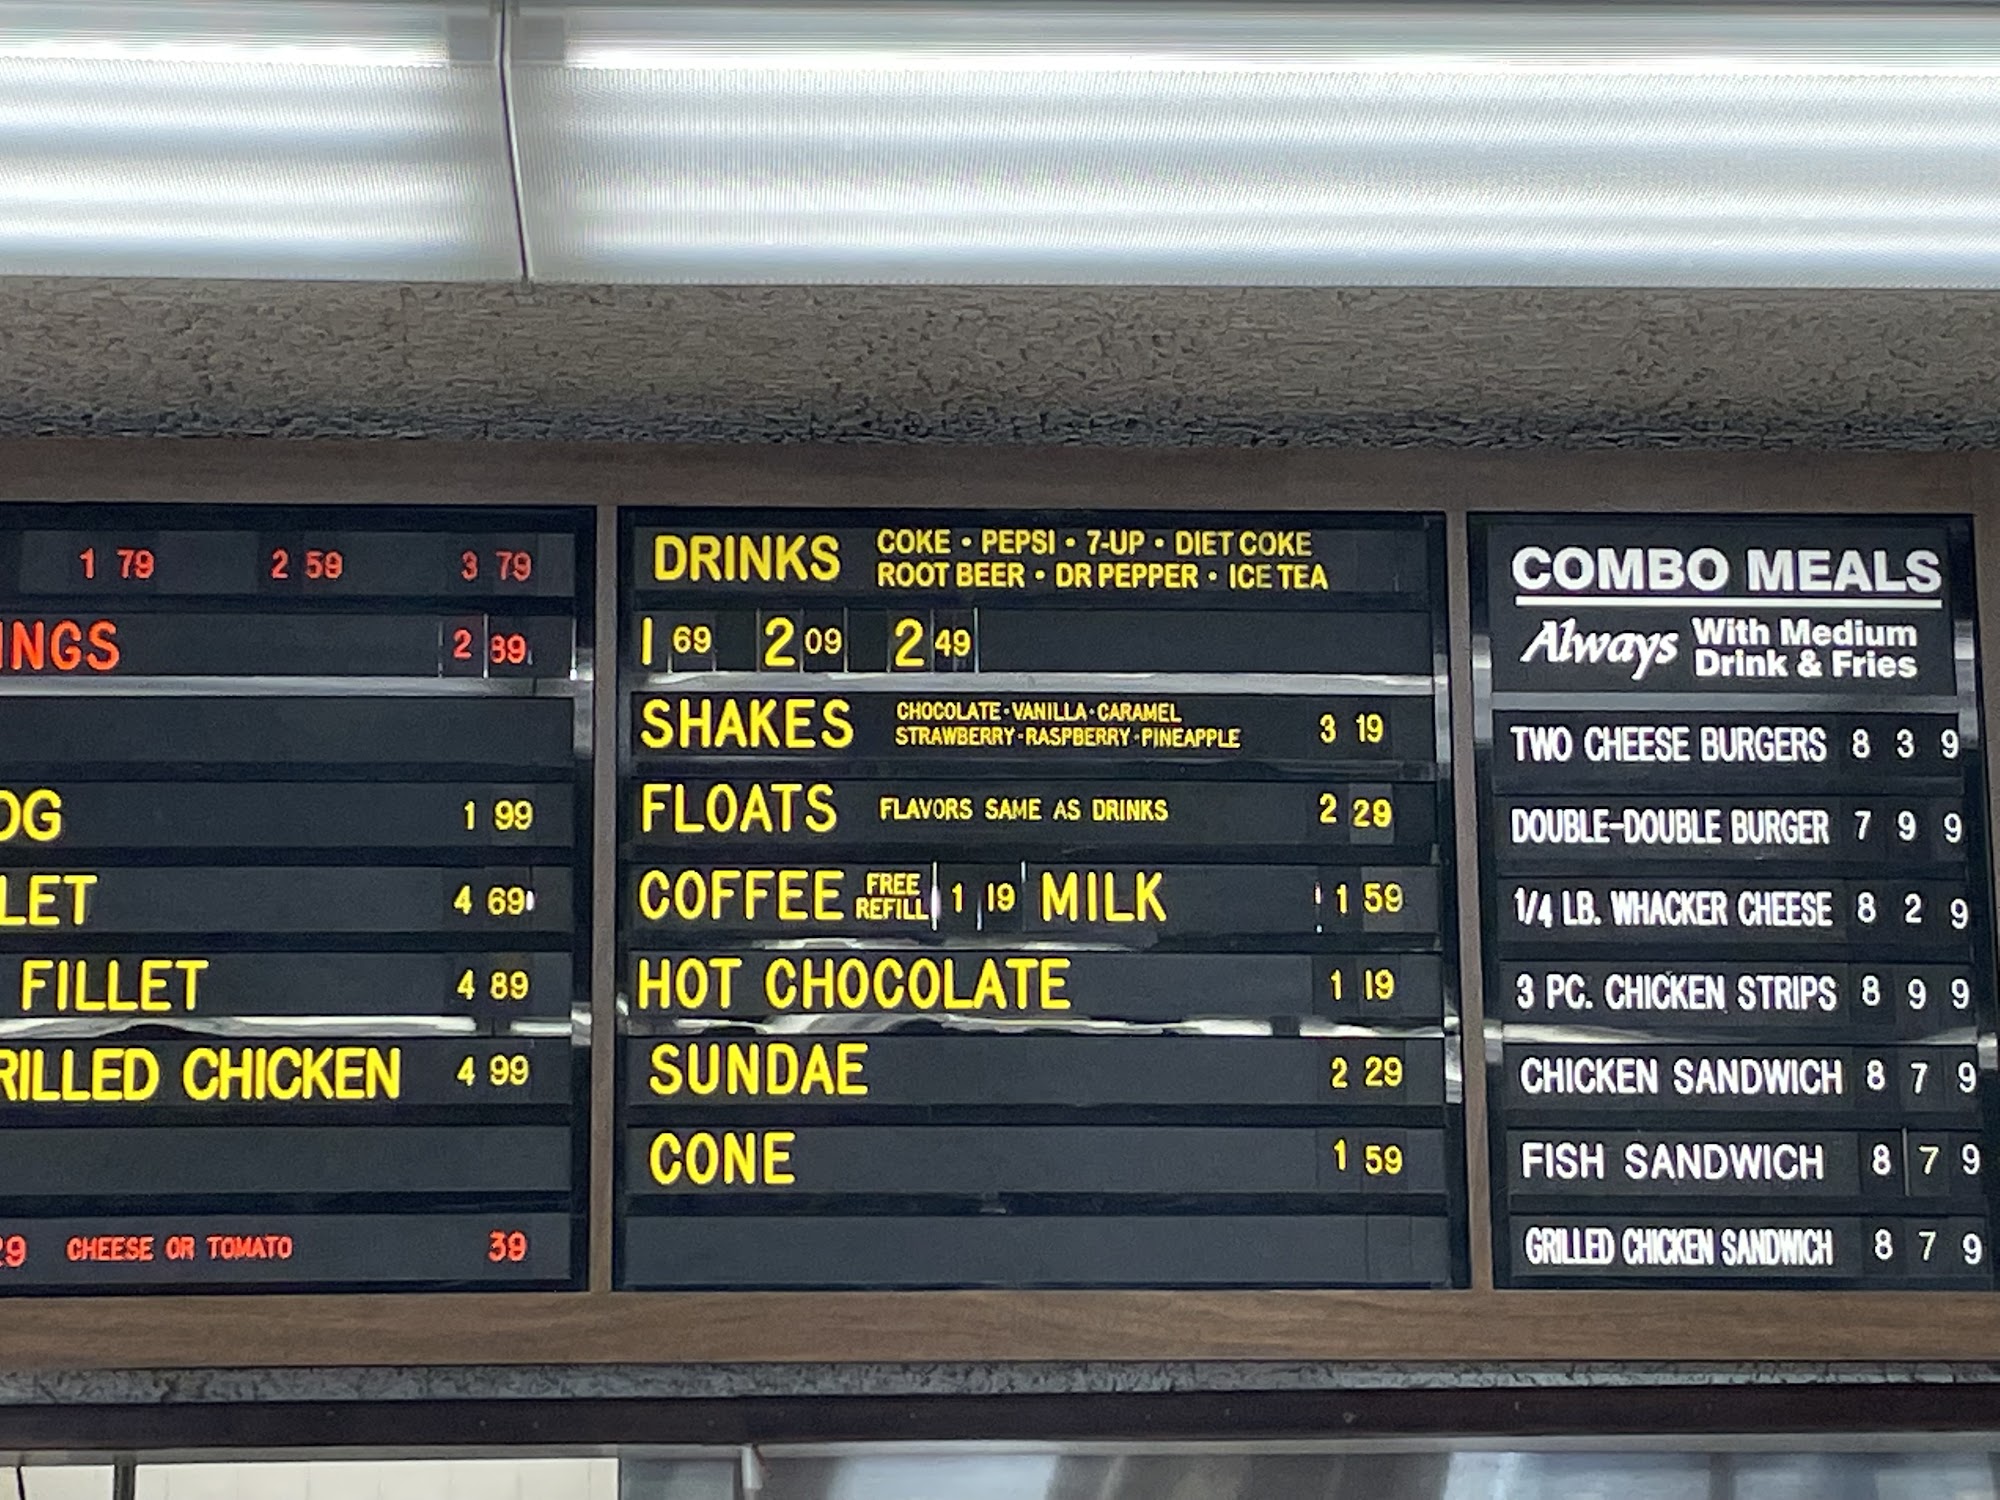 1 79 2 59 3 79
INGS 2 89
OG 1 99
LET 4 69
FILLET 4 89
RILLED CHICKEN 4 99
29 CHEESE OR TOMATO 39
DRINKS
COKE • PEPSI • 7-UP • DIET COKE
ROOT BEER • DR PEPPER • ICE TEA
1 69 2 09 2 49
SHAKES
CHOCOLATE · VANILLA · CARAMEL
STRAWBERRY · RASPBERRY · PINEAPPLE
3 19
FLOATS FLAVORS SAME AS DRINKS 2 29
COFFEE FREE
REFILL 1 19 MILK 1 59
HOT CHOCOLATE 1 19
SUNDAE 2 29
CONE 1 59
COMBO MEALS
Always With Medium
Drink & Fries
TWO CHEESE BURGERS 8 3 9
DOUBLE-DOUBLE BURGER 7 9 9
1/4 LB. WHACKER CHEESE 8 2 9
3 PC. CHICKEN STRIPS 8 9 9
CHICKEN SANDWICH 8 7 9
FISH SANDWICH 8 7 9
GRILLED CHICKEN SANDWICH 8 7 9